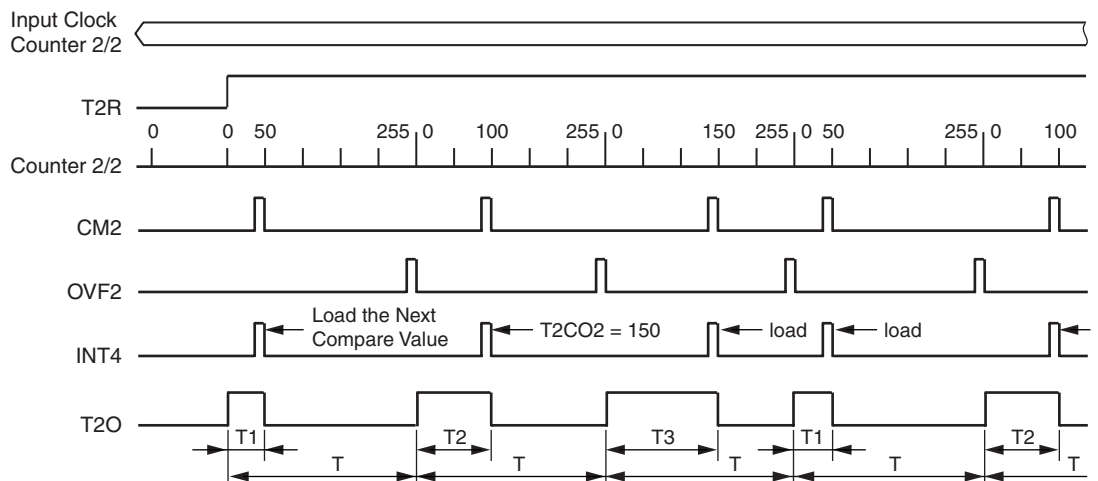 Input Clock
Counter 2/2
T2R
0 0 50 255 0 100 255 0 150 255 0 50 255 0 100
Counter 2/2
CM2
OVF2
Load the Next
Compare Value
T2CO2 = 150
load
load
INT4
T2O
T1 T2 T3 T1 T2
T T T T T